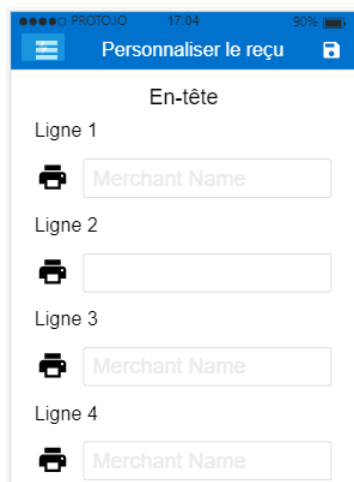 PROTO.IO 17:04 90%
Personnaliser le reçu
En-tête
Ligne 1
Merchant Name
Ligne 2
Ligne 3
Merchant Name
Ligne 4
Merchant Name